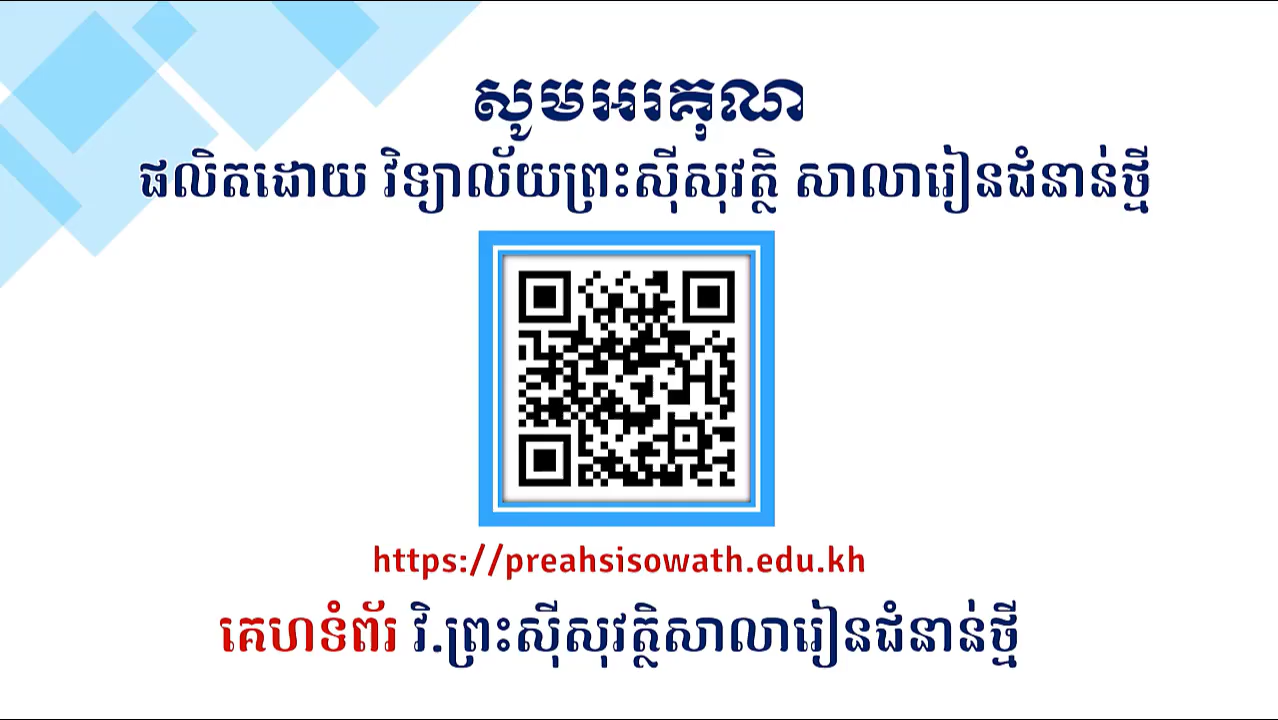 សូមអរគុណ
ផលិតដោយ វិទ្យាល័យព្រះស៊ីសុវត្ថិ សាលារៀនជំនាន់ថ្មី
https://preahsisowath.edu.kh
គេហទំព័រ វិ.ព្រះស៊ីសុវត្ថិសាលារៀនជំនាន់ថ្មី